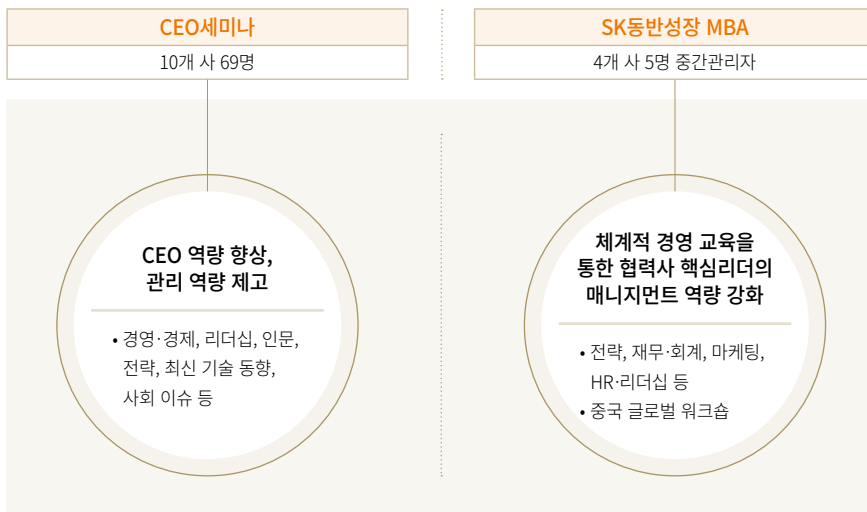 CEO세미나
10개 사 69명
CEO 역량 향상,
관리 역량 제고
• 경영·경제, 리더십, 인문,
전략, 최신 기술 동향,
사회 이슈 등
SK동반성장 MBA
4개 사 5명 중간관리자
체계적 경영 교육을
통한 협력사 핵심리더의
매니지먼트 역량 강화
• 전략, 재무·회계, 마케팅,
HR·리더십 등
• 중국 글로벌 워크숍